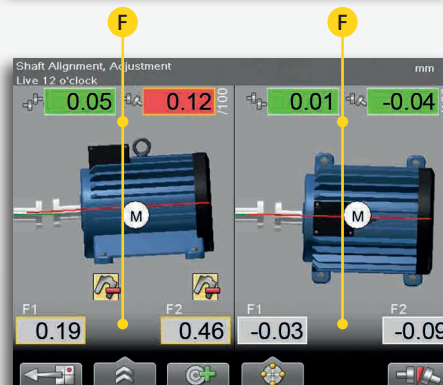 F F
Shaft Alignment, Adjustment mm
Live 12 o'clock
0.05 0.12 /100 0.01 -0.04
M M
F1 F2 F1 F2
0.19 0.46 -0.03 -0.09